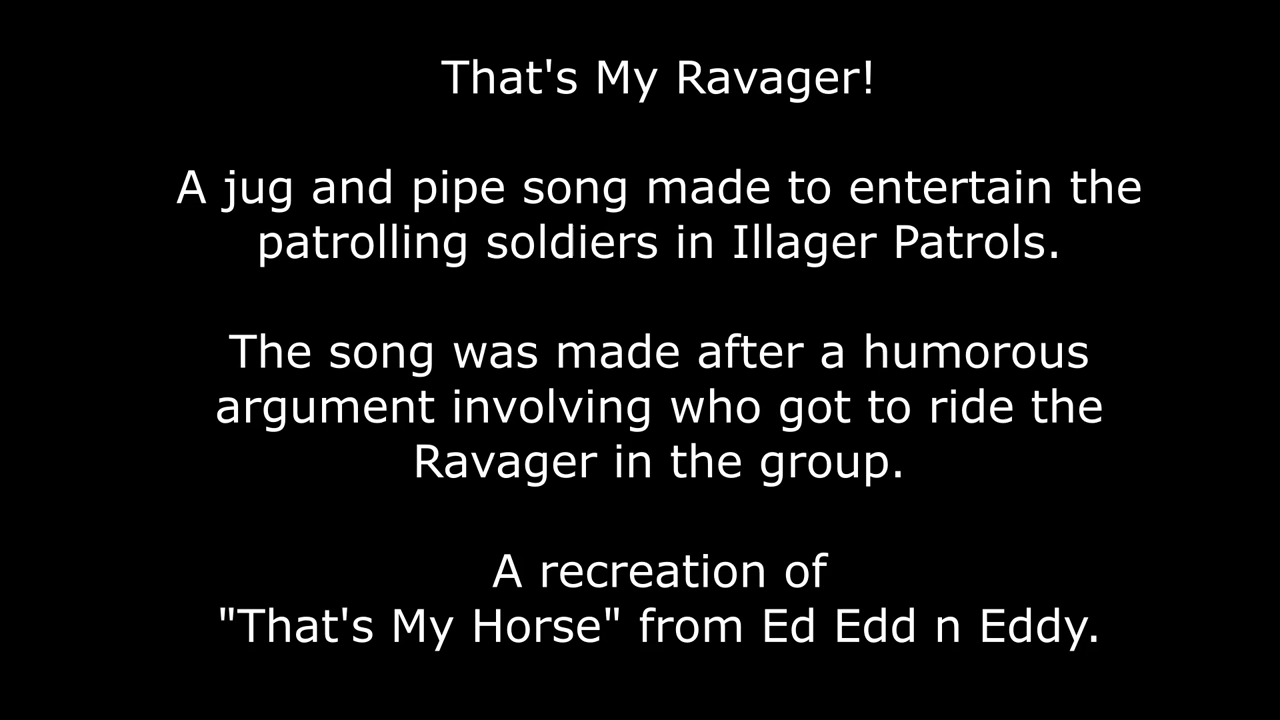 That's My Ravager!
A jug and pipe song made to entertain the
patrolling soldiers in Illager Patrols.
The song was made after a humorous
argument involving who got to ride the
Ravager in the group.
A recreation of
"That's My Horse" from Ed Edd n Eddy.